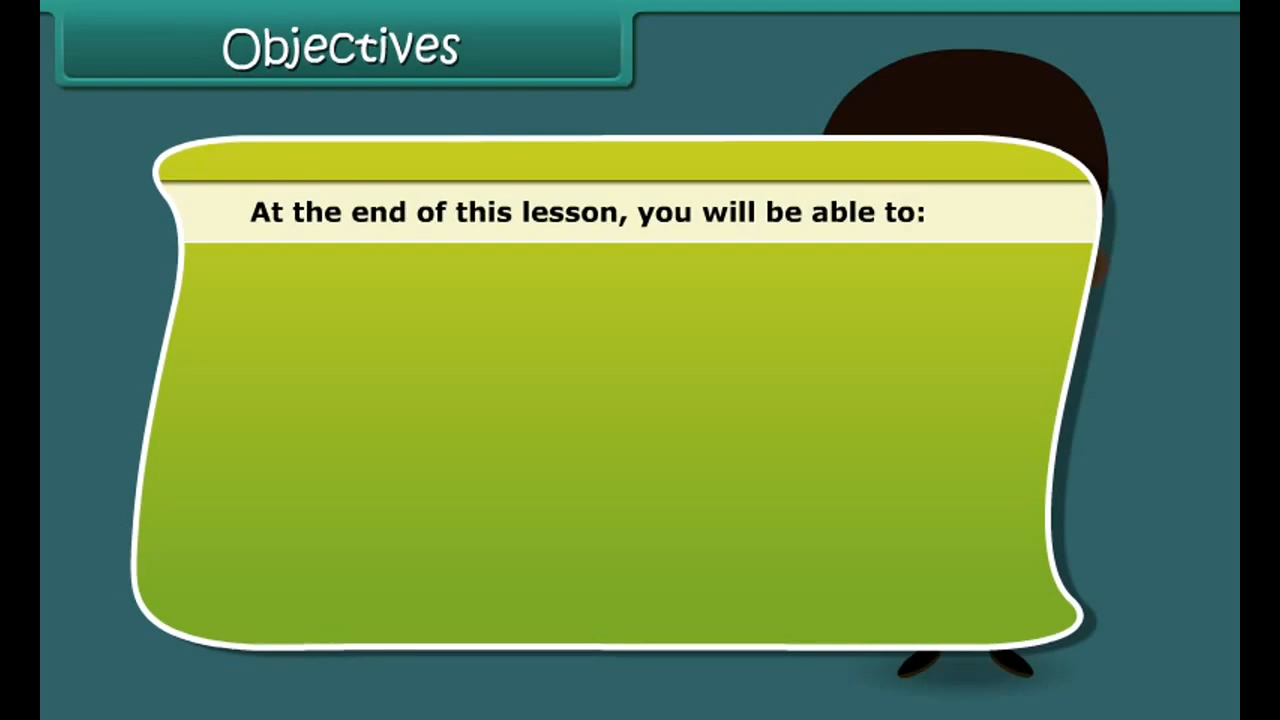 Objectives
At the end of this lesson, you will be able to: